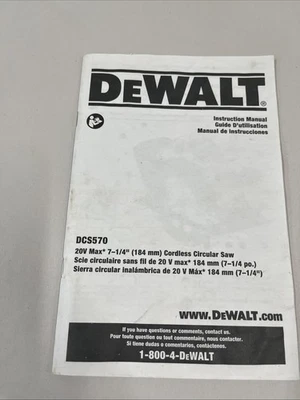 DEWALT®
Instruction Manual
Guide D'utilisation
Manual de instrucciones
DCS570
20V Max* 7-1/4" (184 mm) Cordless Circular Saw
Scie circulaire sans fil de 20 V max* 184 mm (7-1/4 po.)
Sierra circular inalámbrica de 20 V Máx* 184 mm (7-1/4")
www.DEWALT.com
If you have questions or comments, contact us.
Pour toute question ou tout commentaire, nous contacter.
Si tiene dudas o comentarios, contáctenos.
1-800-4-DEWALT